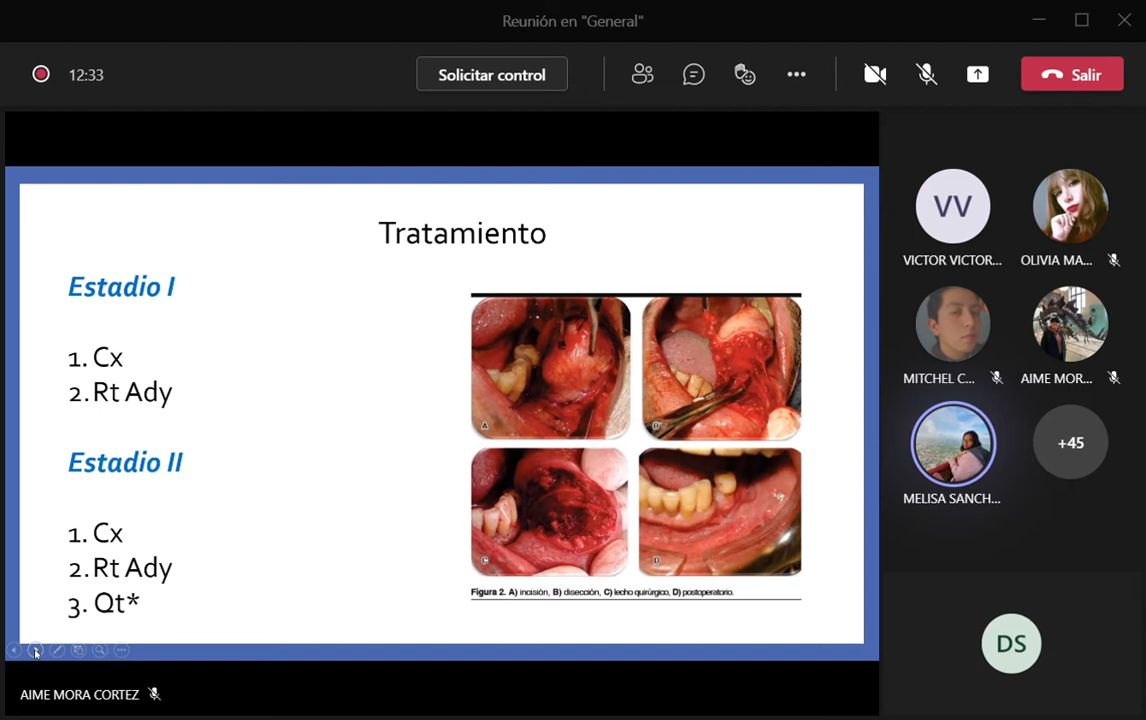 Reunión en "General"
12:33
Solicitar control
Salir
Tratamiento
Estadio I
1. Cx
2. Rt Ady
Estadio II
1. Cx
2. Rt Ady
3. Qt*
A
B
C
D
Figura 2. A) incisión, B) disección, C) lecho quirúrgico, D) postoperatorio.
VV
VICTOR VICTOR...
OLIVIA MA...
MITCHEL C...
AIME MOR...
+45
MELISA SANCH...
DS
AIME MORA CORTEZ